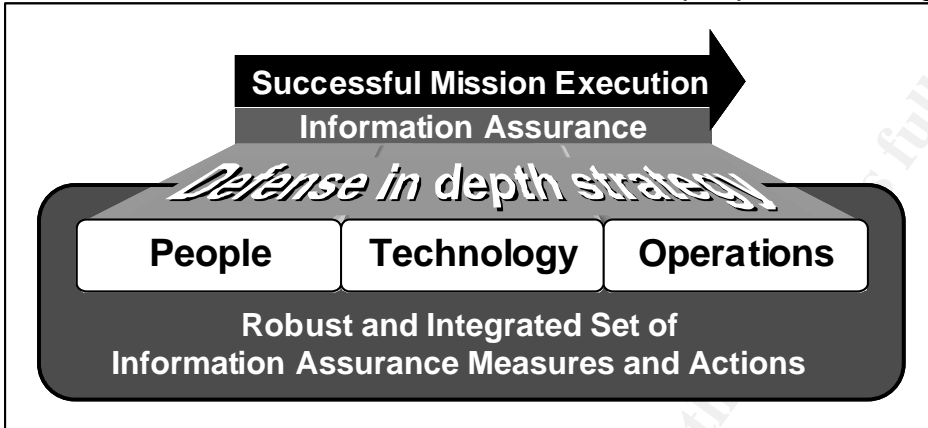 Successful Mission Execution
Information Assurance
Defense in depth strategy
People Technology Operations
Robust and Integrated Set of
Information Assurance Measures and Actions